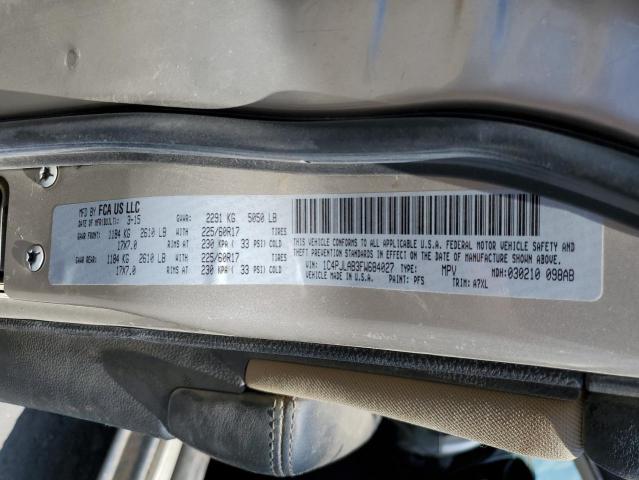 MFD BY FCA US LLC
DATE OF MFR(BUILT): 3-15 GVWR: 2291 KG 5050 LB
GAWR FRONT: 1184 KG 2610 LB 225/60R17 TIRES
17X7.0 RIMS AT 230 KPA ( 33 PSI) COLD
GAWR REAR: 1184 KG 2610 LB 225/60R17 TIRES
17X7.0 RIMS AT 230 KPA ( 33 PSI) COLD
THIS VEHICLE CONFORMS TO ALL APPLICABLE U.S.A. FEDERAL MOTOR VEHICLE SAFETY AND
THEFT PREVENTION STANDARDS IN EFFECT ON THE DATE OF MANUFACTURE SHOWN ABOVE.
VIN: 1C4PJLAB3FW684027 TYPE: MPV MDH:030210 098AB
VEHICLE MADE IN U.S.A. PAINT: PFS TRIM: A7XL